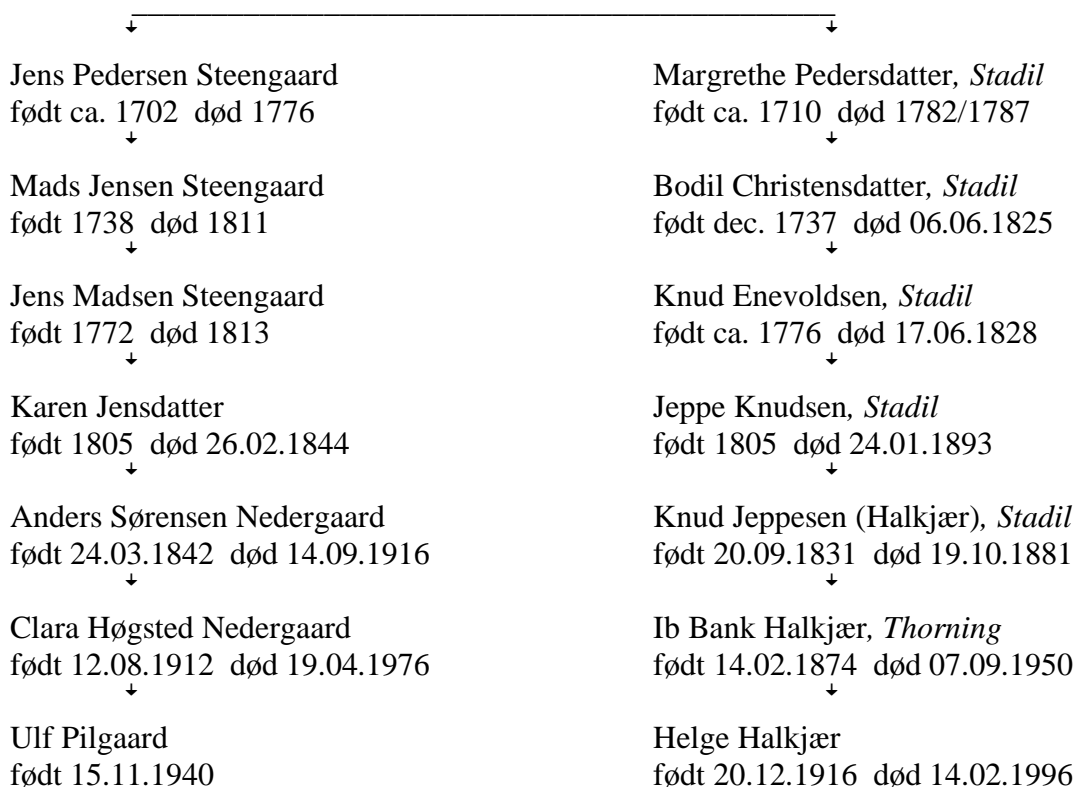 Jens Pedersen Steengaard
født ca. 1702 død 1776
Mads Jensen Steengaard
født 1738 død 1811
Jens Madsen Steengaard
født 1772 død 1813
Karen Jensdatter
født 1805 død 26.02.1844
Anders Sørensen Nedergaard
født 24.03.1842 død 14.09.1916
Clara Høgsted Nedergaard
født 12.08.1912 død 19.04.1976
Ulf Pilgaard
født 15.11.1940
Margrethe Pedersdatter, Stadil
født ca. 1710 død 1782/1787
Bodil Christensdatter, Stadil
født dec. 1737 død 06.06.1825
Knud Enevoldsen, Stadil
født ca. 1776 død 17.06.1828
Jeppe Knudsen, Stadil
født 1805 død 24.01.1893
Knud Jeppesen (Halkjær), Stadil
født 20.09.1831 død 19.10.1881
Ib Bank Halkjær, Thorning
født 14.02.1874 død 07.09.1950
Helge Halkjær
født 20.12.1916 død 14.02.1996